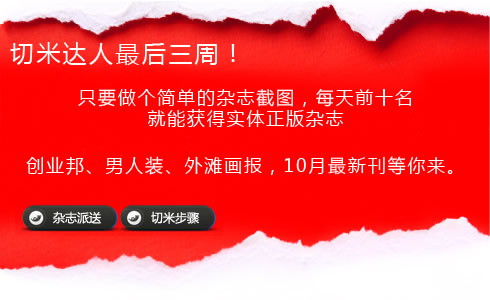 切米达人最后三周！
只要做个简单的杂志截图，每天前十名
就能获得实体正版杂志
创业邦、男人装、外滩画报，10月最新刊等你来。
杂志派送 切米步骤